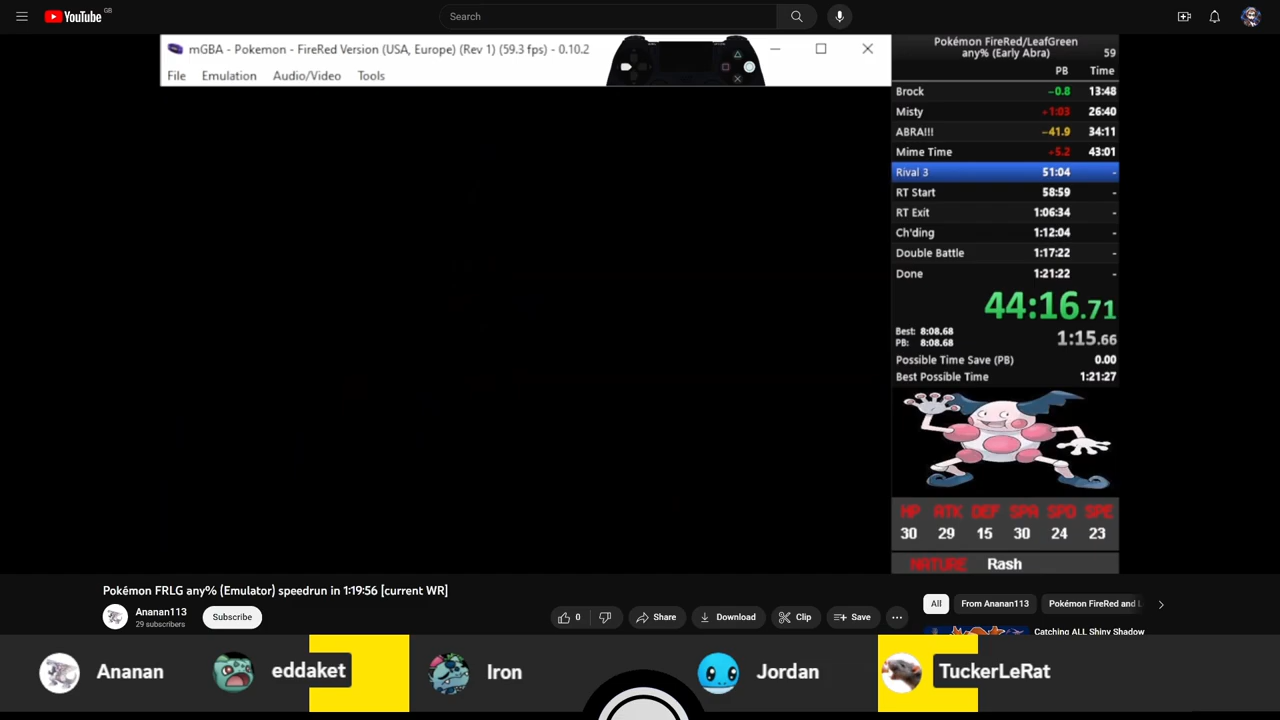 YouTube GB
Search
mGBA - Pokemon - FireRed Version (USA, Europe) (Rev 1) (59.3 fps) - 0.10.2
File Emulation Audio/Video Tools
Pokémon FireRed/LeafGreen
any% (Early Abra) 59
PB Time
Brock −0.8 13:48
Misty +1:03 26:40
ABRA!!! −41.9 34:11
Mime Time +5.2 43:01
Rival 3 51:04 -
RT Start 58:59 -
RT Exit 1:06:34 -
Ch'ding 1:12:04 -
Double Battle 1:17:22 -
Done 1:21:22 -
44:16.71
Best: 8:08.68
PB: 8:08.68
1:15.66
Possible Time Save (PB) 0.00
Best Possible Time 1:21:27
HP ATK DEF SPA SPD SPE
30 29 15 30 24 23
NATURE Rash
Pokémon FRLG any% (Emulator) speedrun in 1:19:56 [current WR]
Ananan113
29 subscribers
Subscribe
0
Share
Download
Clip
Save
All
From Ananan113
Pokémon FireRed and L
Catching ALL Shiny Shadow
Ananan
eddaket
Iron
Jordan
TuckerLeRat